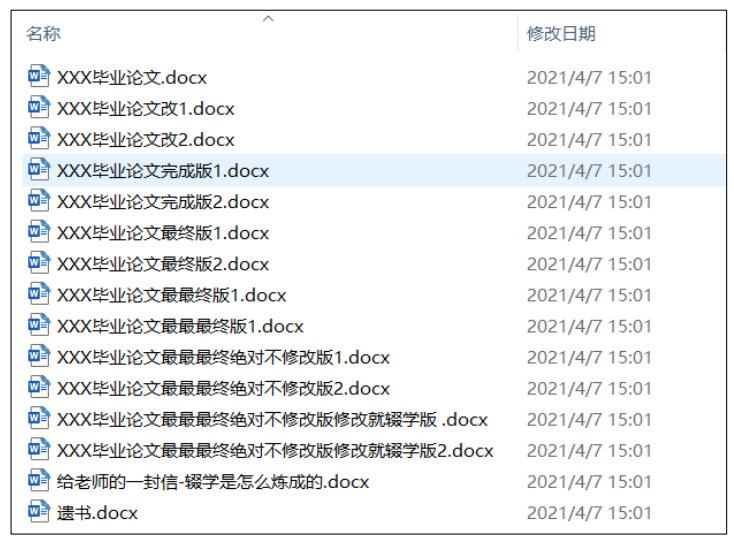 名称 修改日期
XXX毕业论文.docx 2021/4/7 15:01
XXX毕业论文改1.docx 2021/4/7 15:01
XXX毕业论文改2.docx 2021/4/7 15:01
XXX毕业论文完成版1.docx 2021/4/7 15:01
XXX毕业论文完成版2.docx 2021/4/7 15:01
XXX毕业论文最终版1.docx 2021/4/7 15:01
XXX毕业论文最终版2.docx 2021/4/7 15:01
XXX毕业论文最最终版1.docx 2021/4/7 15:01
XXX毕业论文最最最终版1.docx 2021/4/7 15:01
XXX毕业论文最最最终绝对不修改版1.docx 2021/4/7 15:01
XXX毕业论文最最最终绝对不修改版2.docx 2021/4/7 15:01
XXX毕业论文最最最终绝对不修改版修改就辍学版 .docx 2021/4/7 15:01
XXX毕业论文最最最终绝对不修改版修改就辍学版2.docx 2021/4/7 15:01
给老师的一封信-辍学是怎么炼成的.docx 2021/4/7 15:01
遗书.docx 2021/4/7 15:01